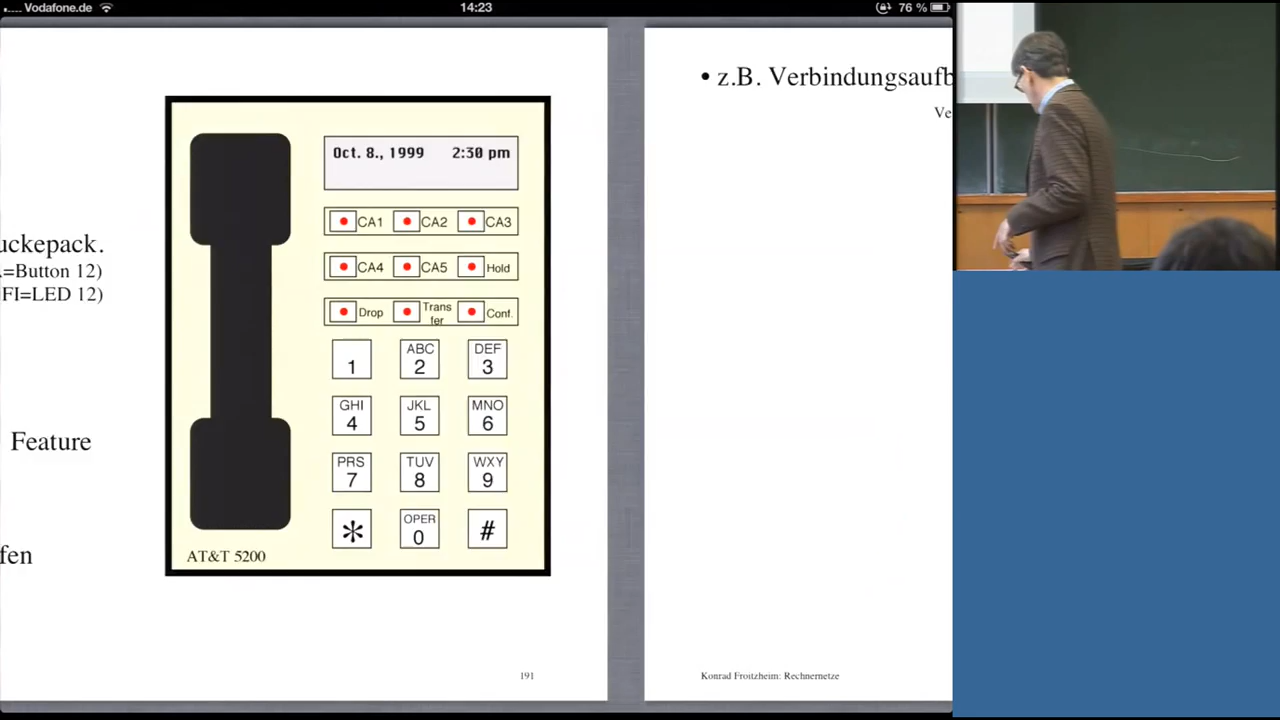 Vodafone.de
14:23
76 %
uckepack.
=Button 12)
FI=LED 12)
Feature
fen
Oct. 8., 1999 2:30 pm
CA1 CA2 CA3
CA4 CA5 Hold
Drop Trans Conf.
fer
ABC DEF
1 2 3
GHI JKL MNO
4 5 6
PRS TUV WXY
7 8 9
OPER
* 0 #
AT&T 5200
191
• z.B. Verbindungsaufb
Ve
Konrad Froitzheim: Rechnernetze